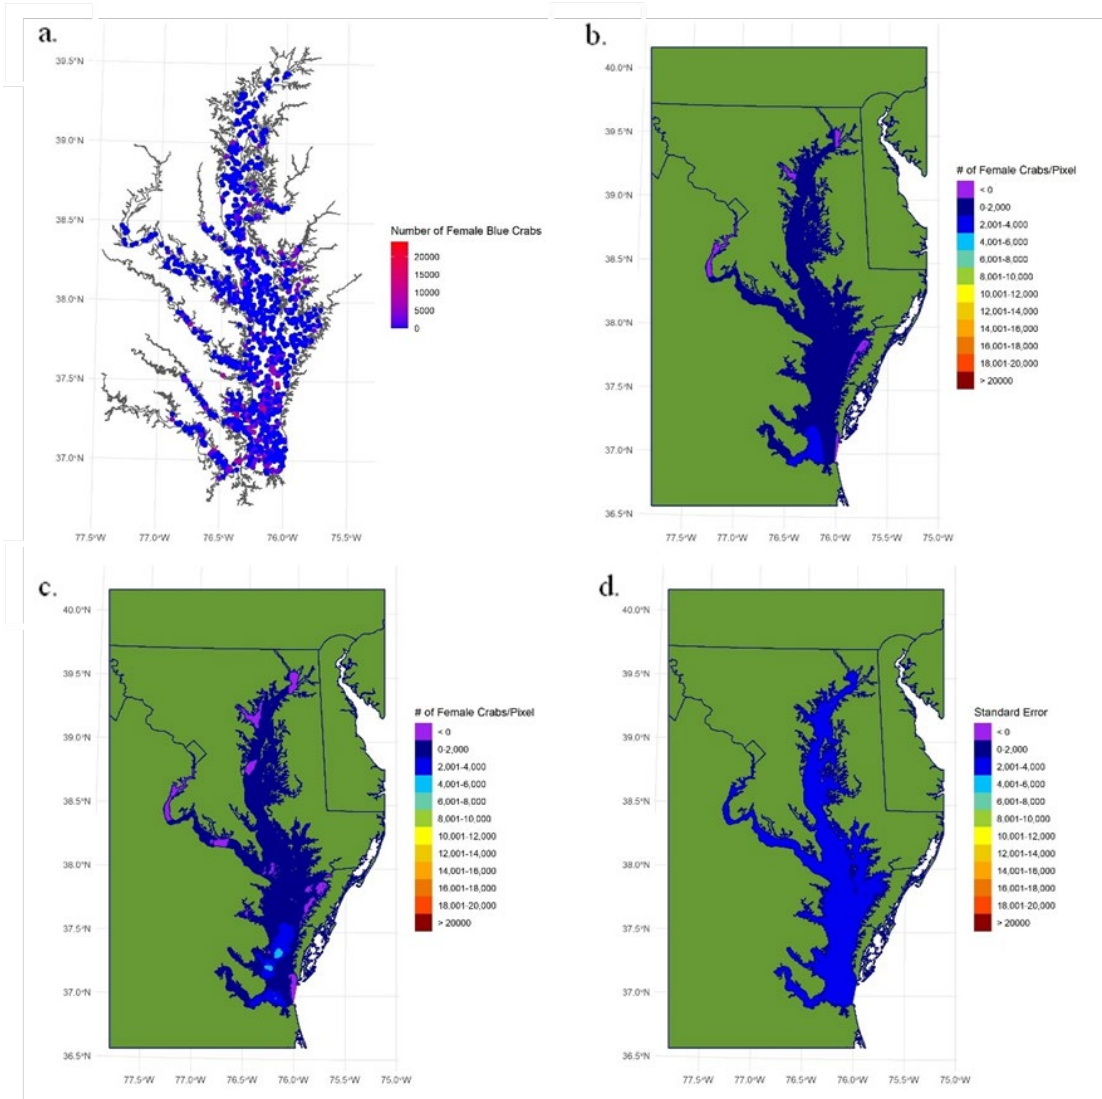 a.
39.5°N
39.0°N
38.5°N
38.0°N
37.5°N
37.0°N
77.5°W 77.0°W 76.5°W 76.0°W 75.5°W
Number of Female Blue Crabs
20000
15000
10000
5000
0
b.
40.0°N
39.5°N
39.0°N
38.5°N
38.0°N
37.5°N
37.0°N
36.5°N
77.5°W 77.0°W 76.5°W 76.0°W 75.5°W 75.0°W
# of Female Crabs/Pixel
< 0
0-2,000
2,001-4,000
4,001-6,000
6,001-8,000
8,001-10,000
10,001-12,000
12,001-14,000
14,001-16,000
16,001-18,000
18,001-20,000
> 20000
c.
40.0°N
39.5°N
39.0°N
38.5°N
38.0°N
37.5°N
37.0°N
36.5°N
77.5°W 77.0°W 76.5°W 76.0°W 75.5°W 75.0°W
# of Female Crabs/Pixel
< 0
0-2,000
2,001-4,000
4,001-6,000
6,001-8,000
8,001-10,000
10,001-12,000
12,001-14,000
14,001-16,000
16,001-18,000
18,001-20,000
> 20000
d.
40.0°N
39.5°N
39.0°N
38.5°N
38.0°N
37.5°N
37.0°N
36.5°N
77.5°W 77.0°W 76.5°W 76.0°W 75.5°W 75.0°W
Standard Error
< 0
0-2,000
2,001-4,000
4,001-6,000
6,001-8,000
8,001-10,000
10,001-12,000
12,001-14,000
14,001-16,000
16,001-18,000
18,001-20,000
> 20000